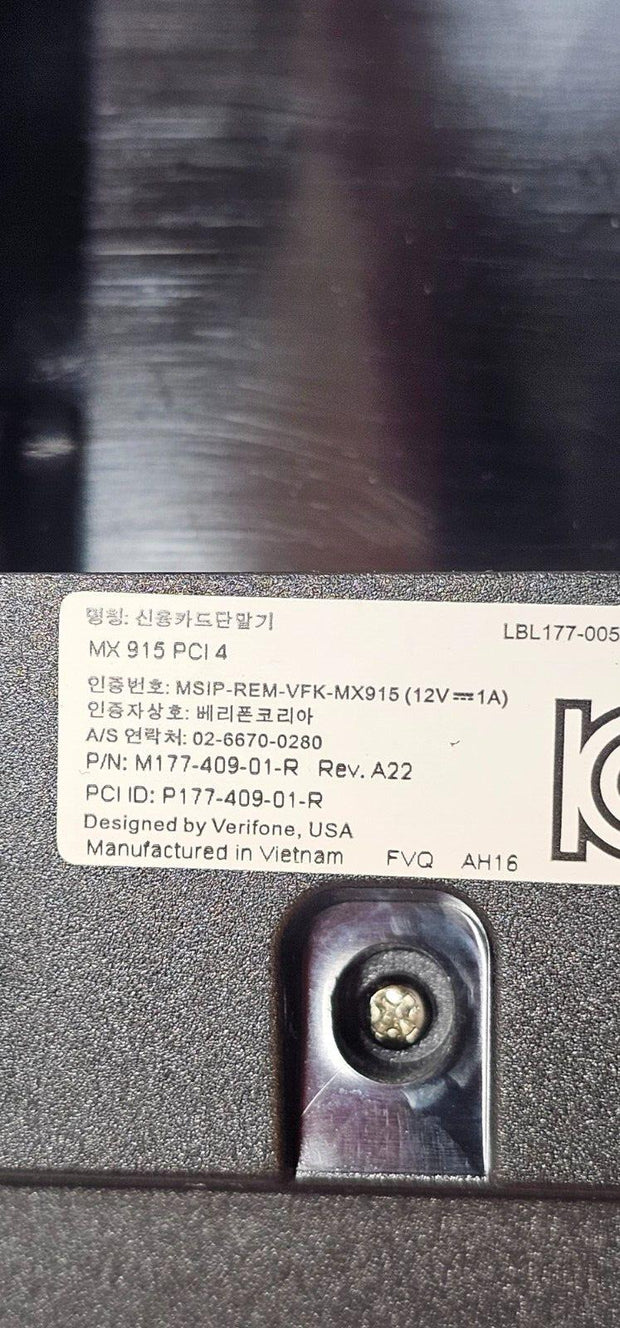 명칭: 신용카드단말기
LBL177-005
MX 915 PCI 4
인증번호: MSIP-REM-VFK-MX915 (12V⎓1A)
인증자상호: 베리폰코리아
A/S 연락처: 02-6670-0280
P/N: M177-409-01-R Rev. A22
PCI ID: P177-409-01-R
Designed by Verifone, USA
Manufactured in Vietnam FVQ AH16